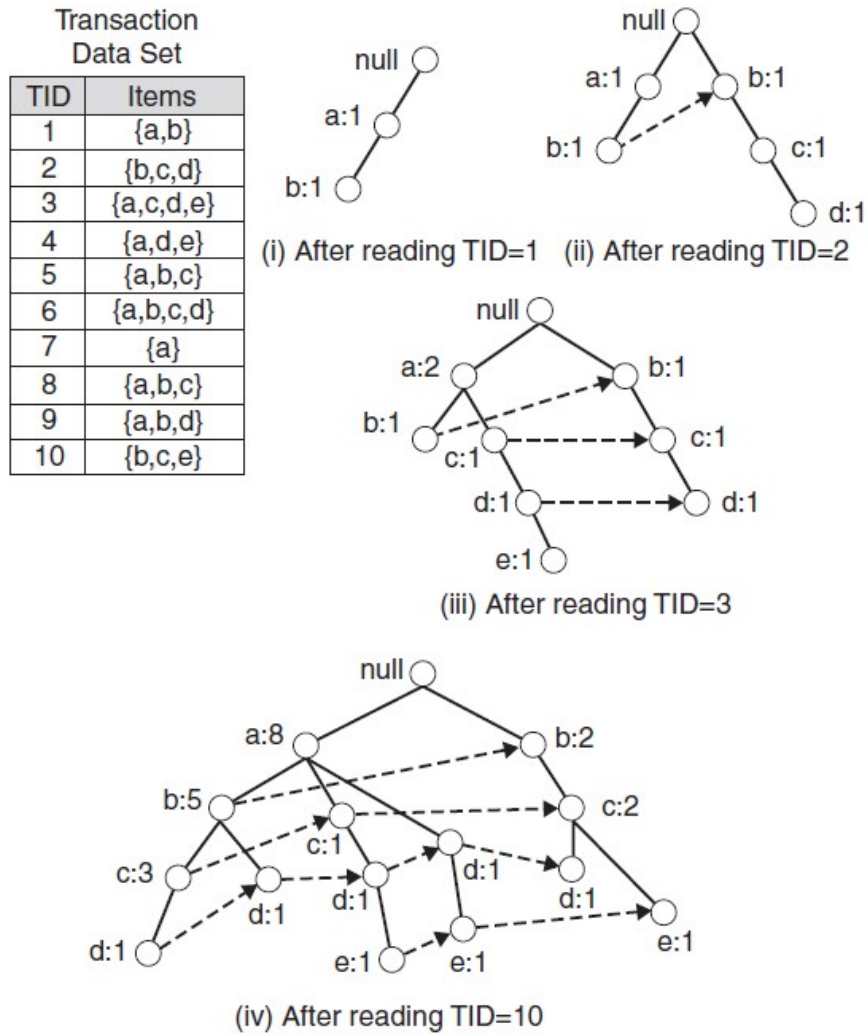 Transaction
Data Set
TID Items
1 {a,b}
2 {b,c,d}
3 {a,c,d,e}
4 {a,d,e}
5 {a,b,c}
6 {a,b,c,d}
7 {a}
8 {a,b,c}
9 {a,b,d}
10 {b,c,e}
null
a:1
b:1
(i) After reading TID=1
null
a:1 b:1
b:1 c:1
d:1
(ii) After reading TID=2
null
a:2 b:1
b:1 c:1 c:1
d:1 d:1
e:1
(iii) After reading TID=3
null
a:8 b:2
b:5 c:1 c:2
c:3 d:1 d:1 d:1 d:1
d:1 e:1 e:1 e:1
(iv) After reading TID=10